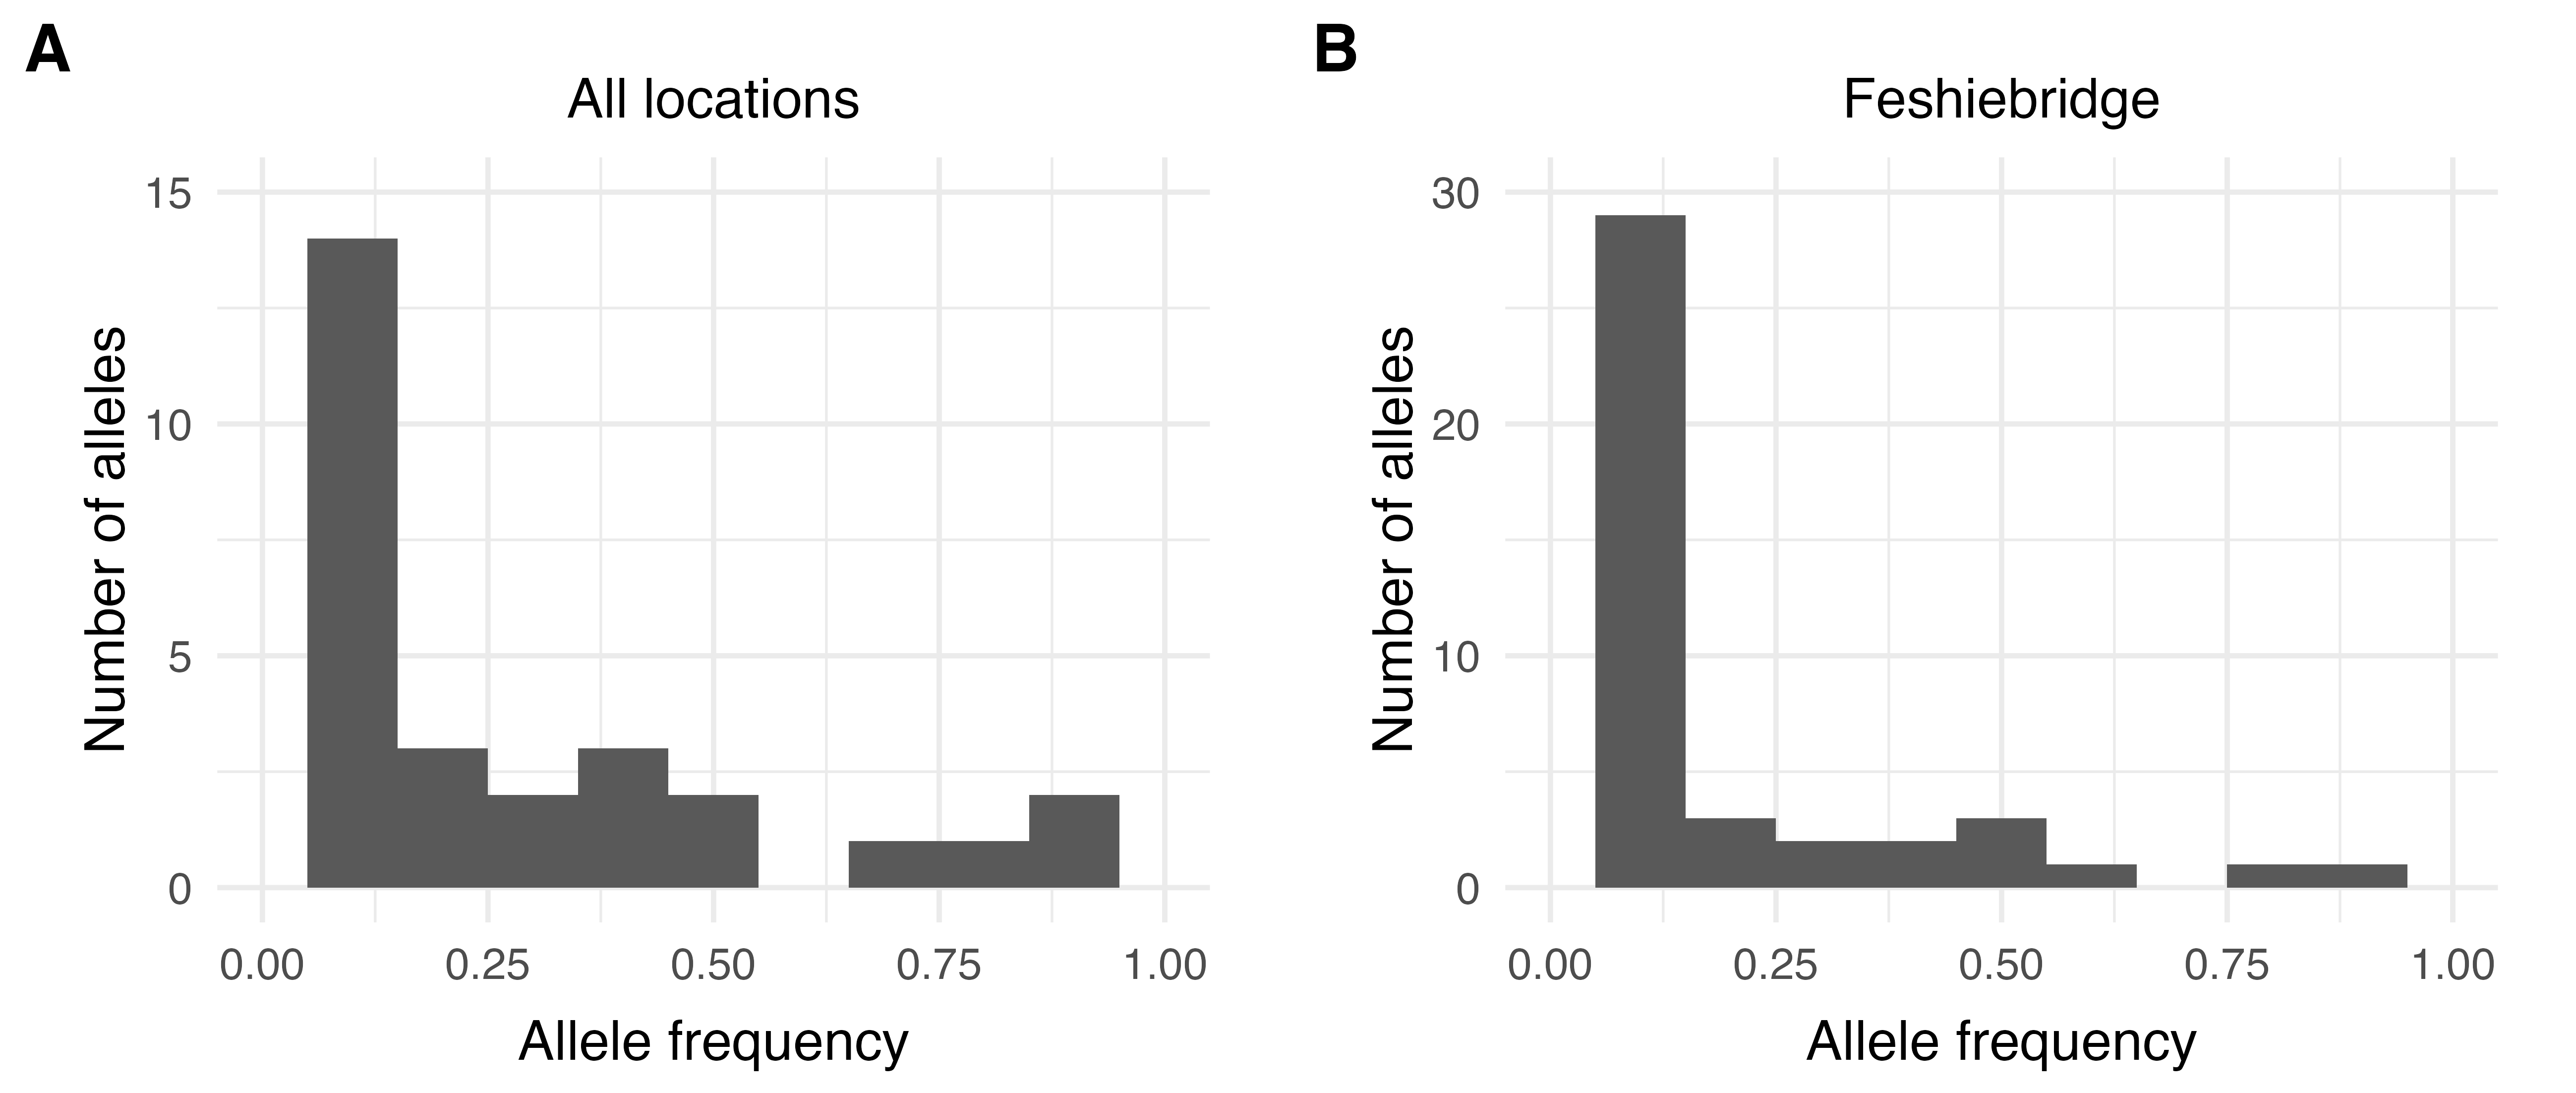 A
All locations
15
10
5
0
Number of alleles
0.00 0.25 0.50 0.75 1.00
Allele frequency
B
Feshiebridge
30
20
10
0
Number of alleles
0.00 0.25 0.50 0.75 1.00
Allele frequency